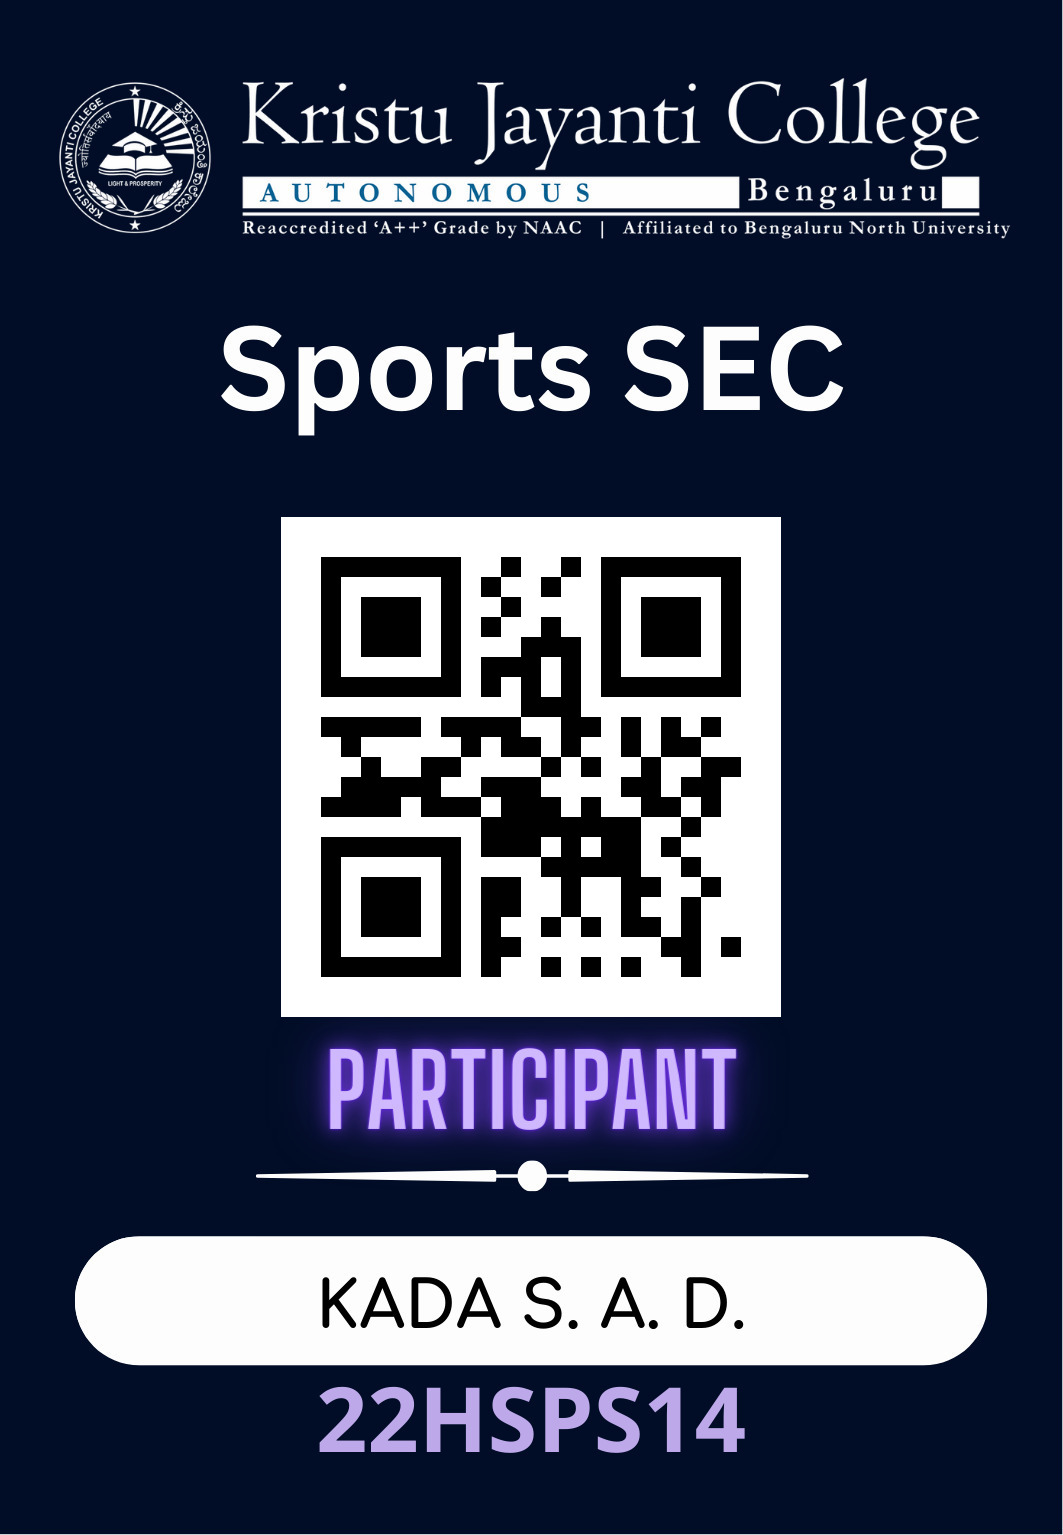 Kristu Jayanti College
AUTONOMOUS Bengaluru
Reaccredited ‘A++’ Grade by NAAC | Affiliated to Bengaluru North University
KRISTU JAYANTI COLLEGE
LIGHT & PROSPERITY
Sports SEC
PARTICIPANT
KADA S. A. D.
22HSPS14